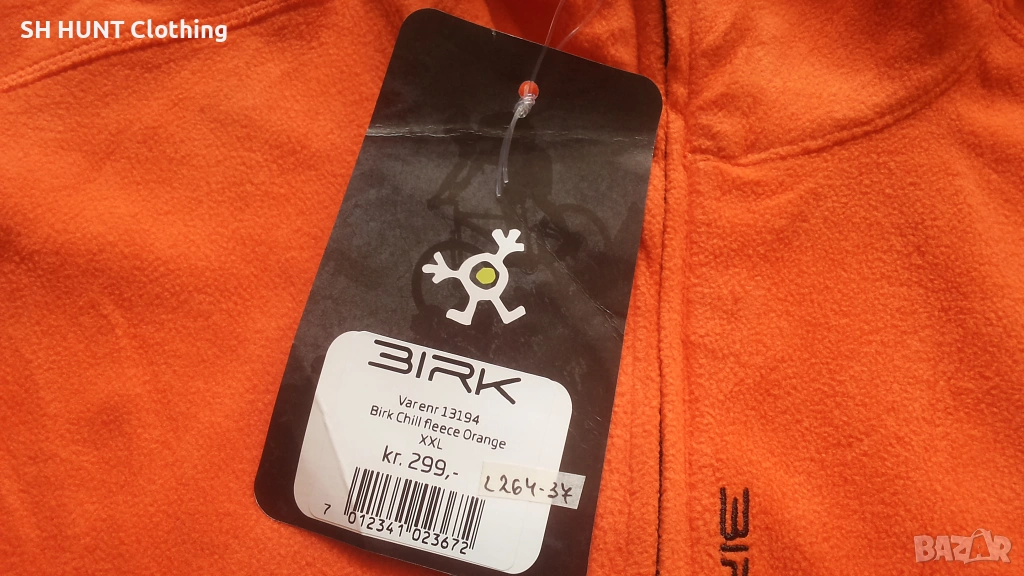 SH HUNT Clothing
BIRK
Varenr 13194
Birk Chill fleece Orange
XXL
kr. 299,-
L264-37
7 012341 023672
BIRK
BAZAR